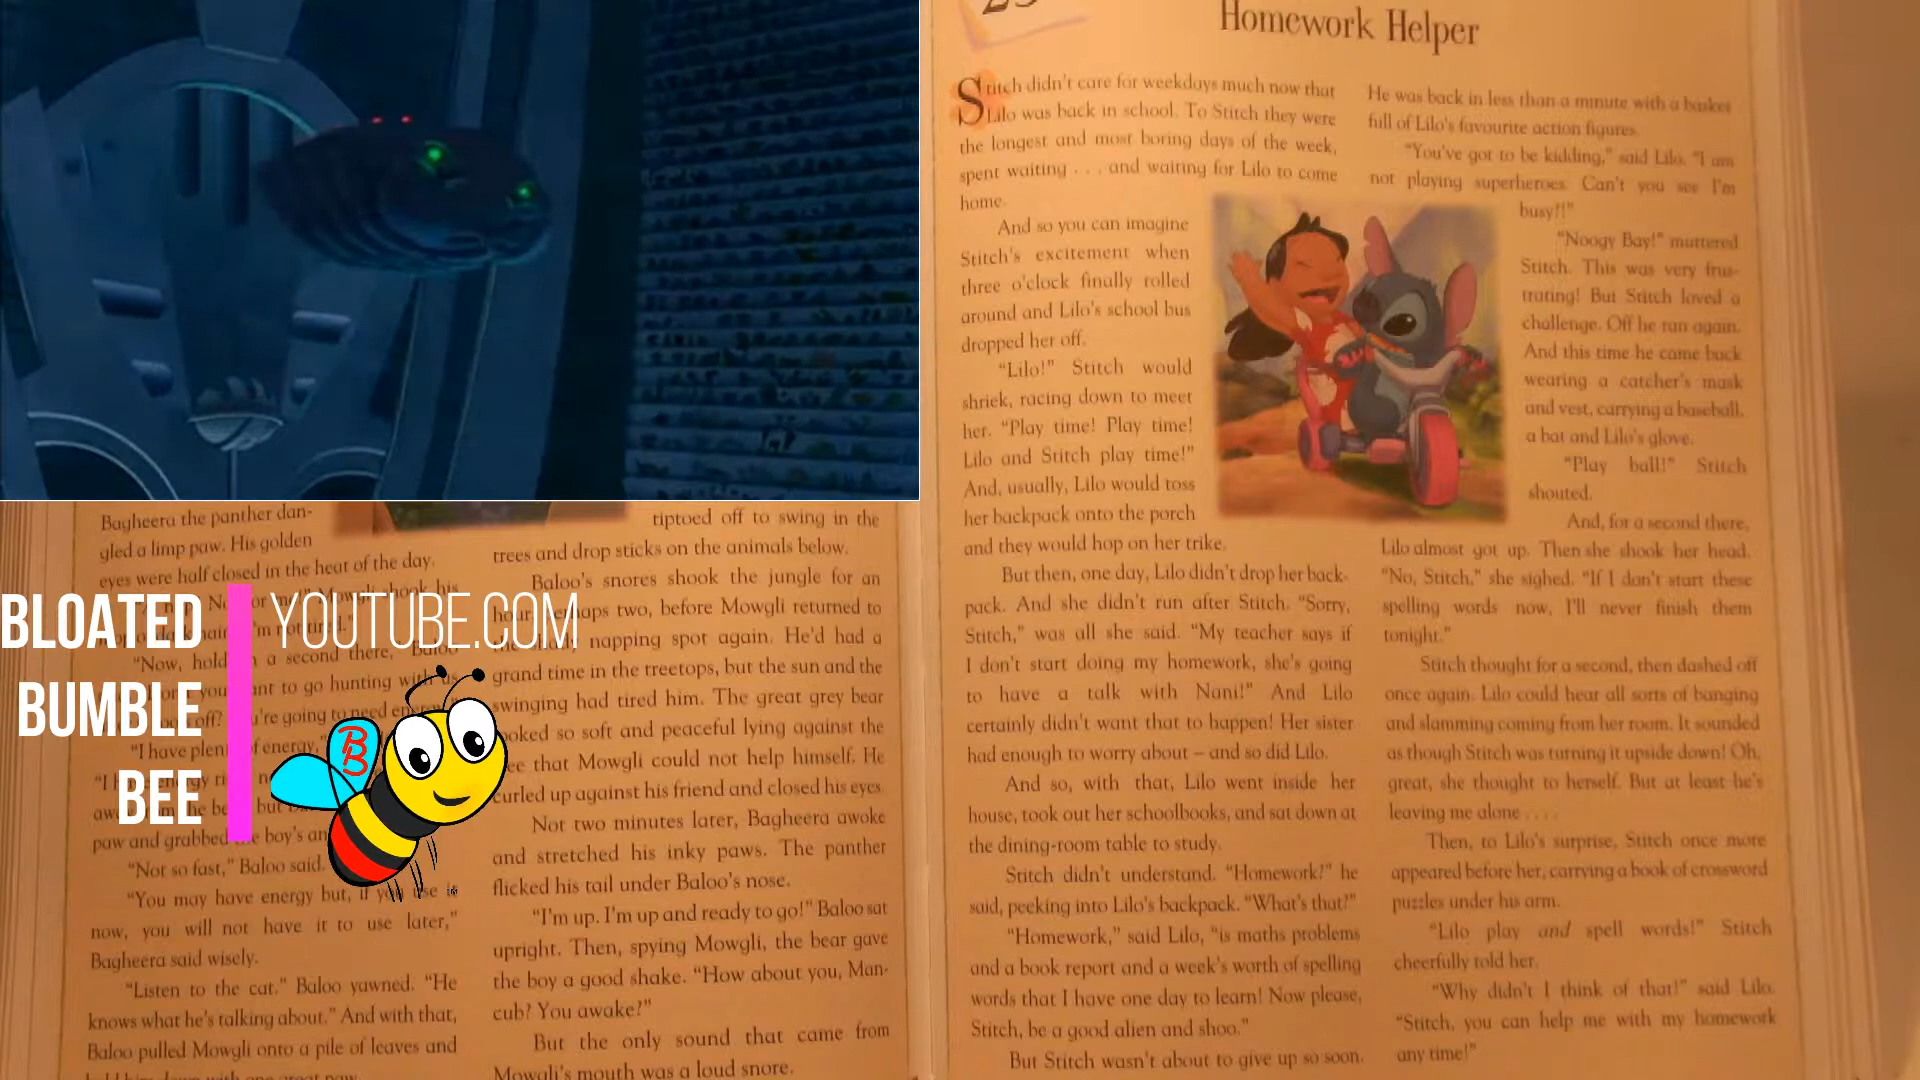 Bagheera the panther dan-
gled a limp paw. His golden
eyes were half closed in the heat of the day.
"Now, hold a second there," Baloo
"I have plen of energy,"
paw and grabbed boy's
"Not so fast," Baloo said.
"You may have energy but, if you use it
now, you will not have it to use later,"
Bagheera said wisely.
"Listen to the cat." Baloo yawned. "He
knows what he's talking about." And with that,
Baloo pulled Mowgli onto a pile of leaves and
tiptoed off to swing in the
trees and drop sticks on the animals below.
Baloo's snores shook the jungle for an
two, before Mowgli returned to
napping spot again. He'd had a
grand time in the treetops, but the sun and the
swinging had tired him. The great grey bear
looked so soft and peaceful lying against the
tree that Mowgli could not help himself. He
curled up against his friend and closed his eyes.
Not two minutes later, Bagheera awoke
and stretched his inky paws. The panther
flicked his tail under Baloo's nose.
"I'm up. I'm up and ready to go!" Baloo sat
upright. Then, spying Mowgli, the bear gave
the boy a good shake. "How about you, Man-
cub? You awake?"
But the only sound that came from
Mowgli's mouth was a loud snore.
BLOATED
BUMBLE
BEE
YOUTUBE.COM
BB
Homework Helper
Stitch didn't care for weekdays much now that
Lilo was back in school. To Stitch they were
the longest and most boring days of the week,
spent waiting . . . and waiting for Lilo to come
home.
And so you can imagine
Stitch's excitement when
three o'clock finally rolled
around and Lilo's school bus
dropped her off.
"Lilo!" Stitch would
shriek, racing down to meet
her. "Play time! Play time!
Lilo and Stitch play time!"
And, usually, Lilo would toss
her backpack onto the porch
and they would hop on her trike.
But then, one day, Lilo didn't drop her back-
pack. And she didn't run after Stitch. "Sorry,
Stitch," was all she said. "My teacher says if
I don't start doing my homework, she's going
to have a talk with Nani!" And Lilo
certainly didn't want that to happen! Her sister
had enough to worry about – and so did Lilo.
And so, with that, Lilo went inside her
house, took out her schoolbooks, and sat down at
the dining-room table to study.
Stitch didn't understand. "Homework?" he
said, peeking into Lilo's backpack. "What's that?"
"Homework," said Lilo, "is maths problems
and a book report and a week's worth of spelling
words that I have one day to learn! Now please,
Stitch, be a good alien and shoo."
But Stitch wasn't about to give up so soon.
He was back in less than a minute with a basket
full of Lilo's favourite action figures.
"You've got to be kidding," said Lilo. "I am
not playing superheroes. Can't you see I'm
busy?!"
"Noogy Bay!" muttered
Stitch. This was very frus-
trating! But Stitch loved a
challenge. Off he ran again.
And this time he came back
wearing a catcher's mask
and vest, carrying a baseball,
a bat and Lilo's glove.
"Play ball!" Stitch
shouted.
And, for a second there,
Lilo almost got up. Then she shook her head.
"No, Stitch," she sighed. "If I don't start these
spelling words now, I'll never finish them
tonight."
Stitch thought for a second, then dashed off
once again. Lilo could hear all sorts of banging
and slamming coming from her room. It sounded
as though Stitch was turning it upside down! Oh,
great, she thought to herself. But at least he's
leaving me alone . . . .
Then, to Lilo's surprise, Stitch once more
appeared before her, carrying a book of crossword
puzzles under his arm.
"Lilo play and spell words!" Stitch
cheerfully told her.
"Why didn't I think of that!" said Lilo.
"Stitch, you can help me with my homework
any time!"